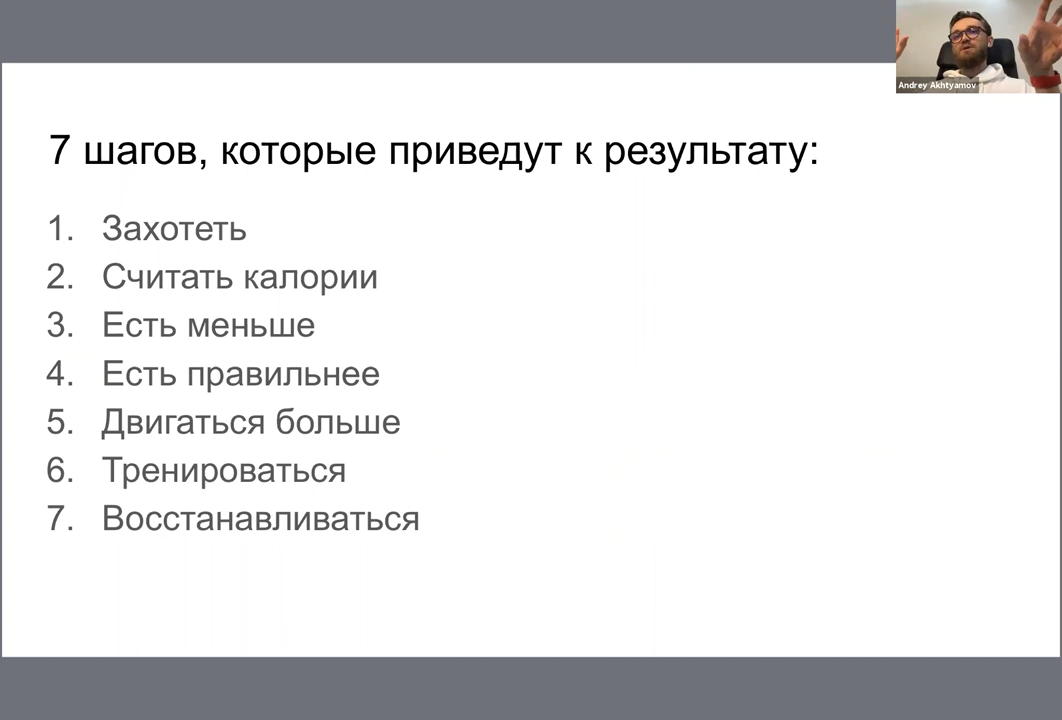 Andrey Akhtyamov
7 шагов, которые приведут к результату:
1. Захотеть
2. Считать калории
3. Есть меньше
4. Есть правильнее
5. Двигаться больше
6. Тренироваться
7. Восстанавливаться